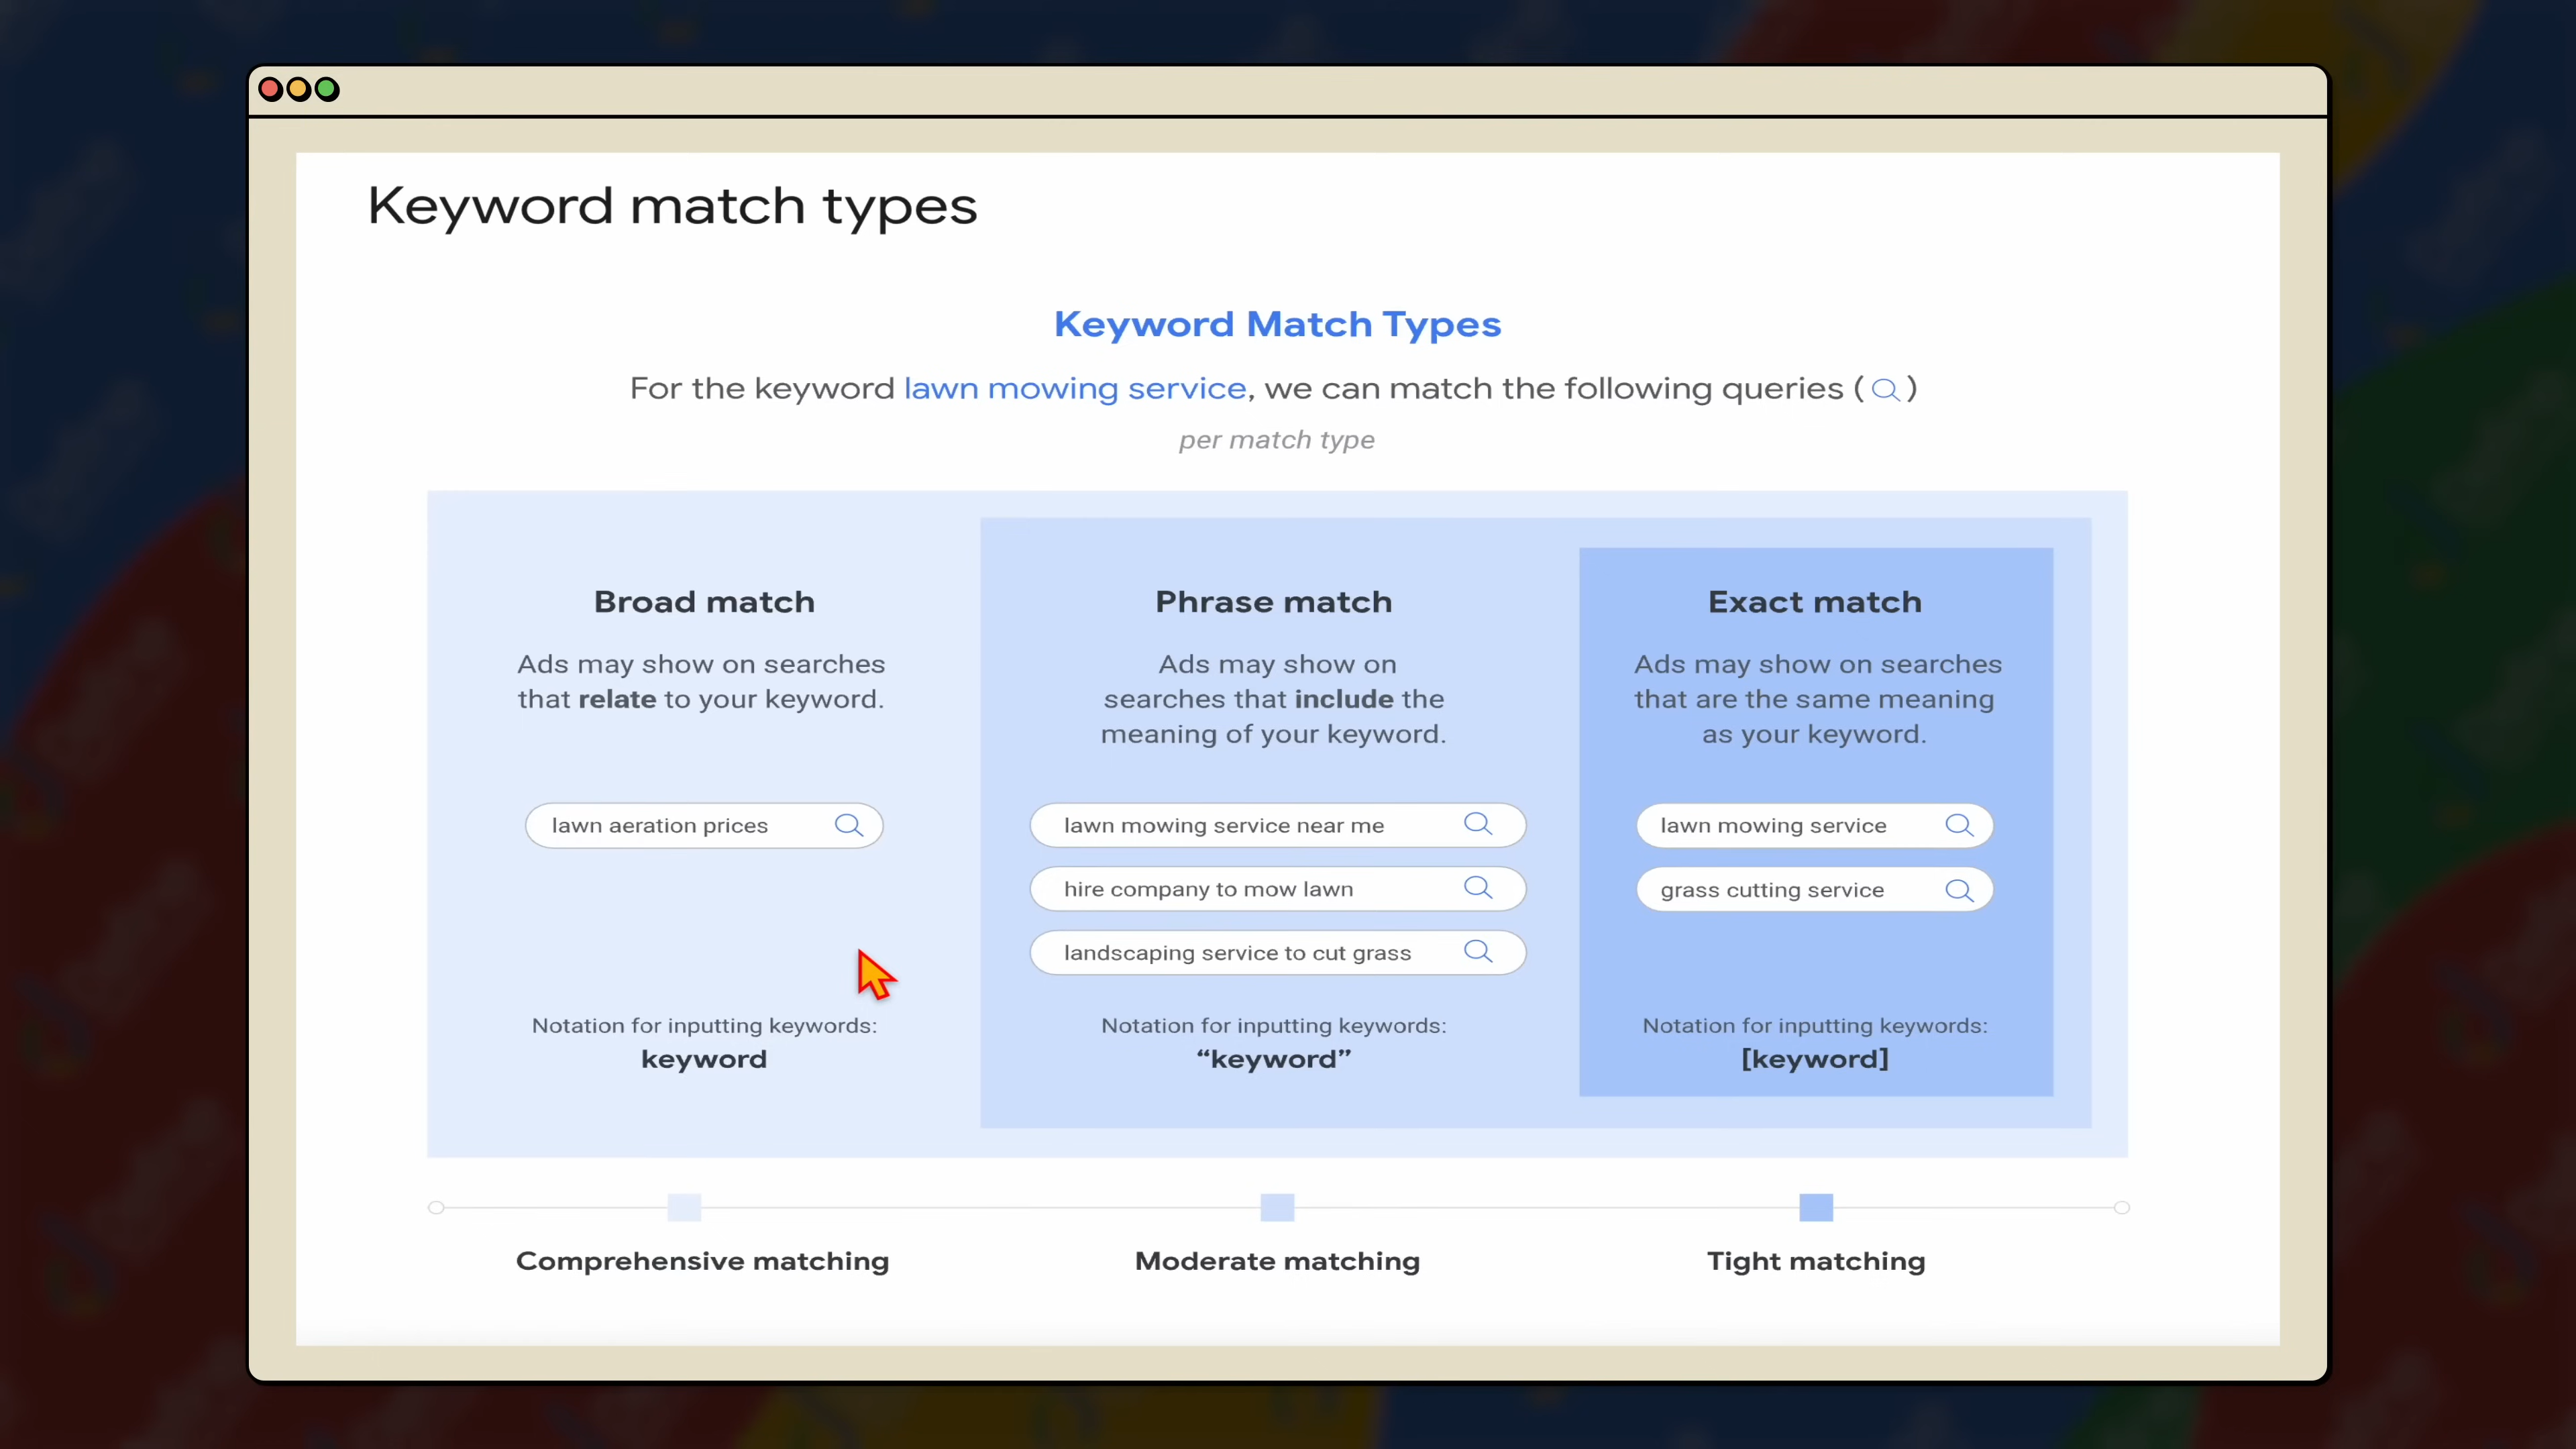 Keyword match types
Keyword Match Types
For the keyword lawn mowing service, we can match the following queries ( )
per match type
Broad match
Ads may show on searches
that relate to your keyword.
lawn aeration prices
Notation for inputting keywords:
keyword
Phrase match
Ads may show on
searches that include the
meaning of your keyword.
lawn mowing service near me
hire company to mow lawn
landscaping service to cut grass
Notation for inputting keywords:
“keyword”
Exact match
Ads may show on searches
that are the same meaning
as your keyword.
lawn mowing service
grass cutting service
Notation for inputting keywords:
[keyword]
Comprehensive matching
Moderate matching
Tight matching